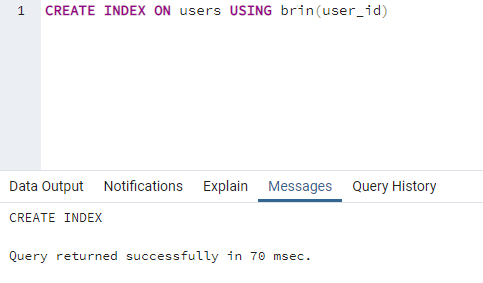 1 CREATE INDEX ON users USING brin(user_id)
Data Output Notifications Explain Messages Query History
CREATE INDEX
Query returned successfully in 70 msec.